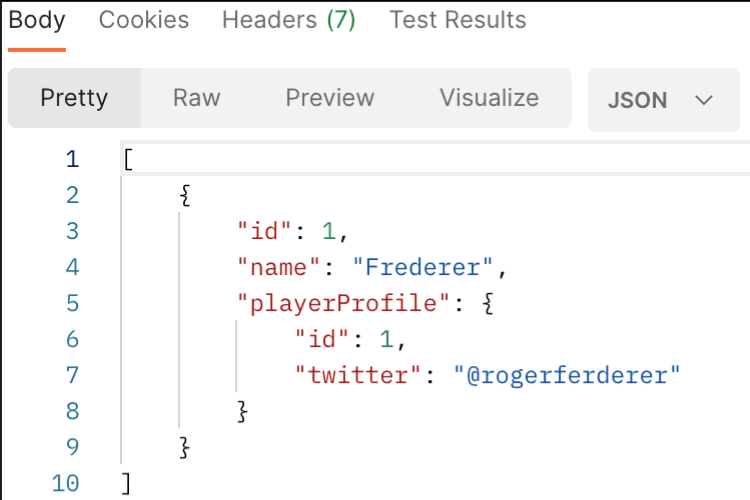 Body Cookies Headers (7) Test Results
Pretty Raw Preview Visualize JSON
1 [
2 {
3 "id": 1,
4 "name": "Frederer",
5 "playerProfile": {
6 "id": 1,
7 "twitter": "@rogerferderer"
8 }
9 }
10 ]